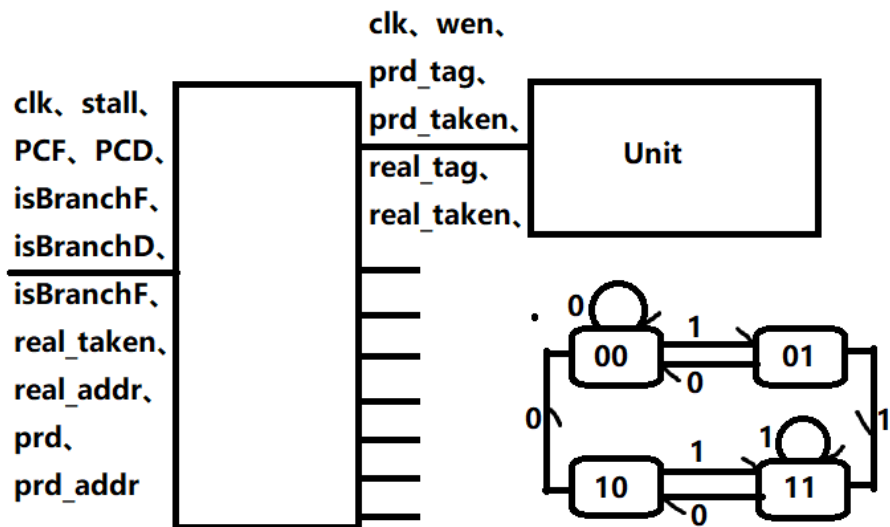 clk、stall、
PCF、PCD、
isBranchF、
isBranchD、
isBranchF、
real_taken、
real_addr、
prd、
prd_addr
clk、wen、
prd_tag、
prd_taken、
real_tag、
real_taken、
Unit
0
00
1
0
01
0
1
10
1
0
1
11